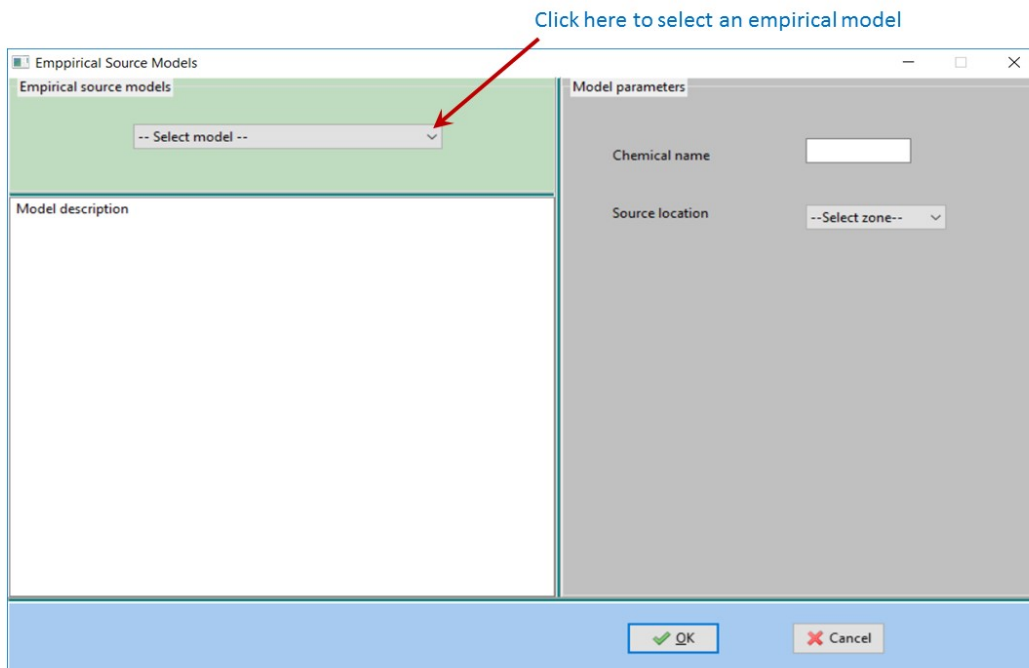 Click here to select an empirical model
Emppirical Source Models
Empirical source models
-- Select model --
Model description
Model parameters
Chemical name
Source location
--Select zone--
OK
Cancel